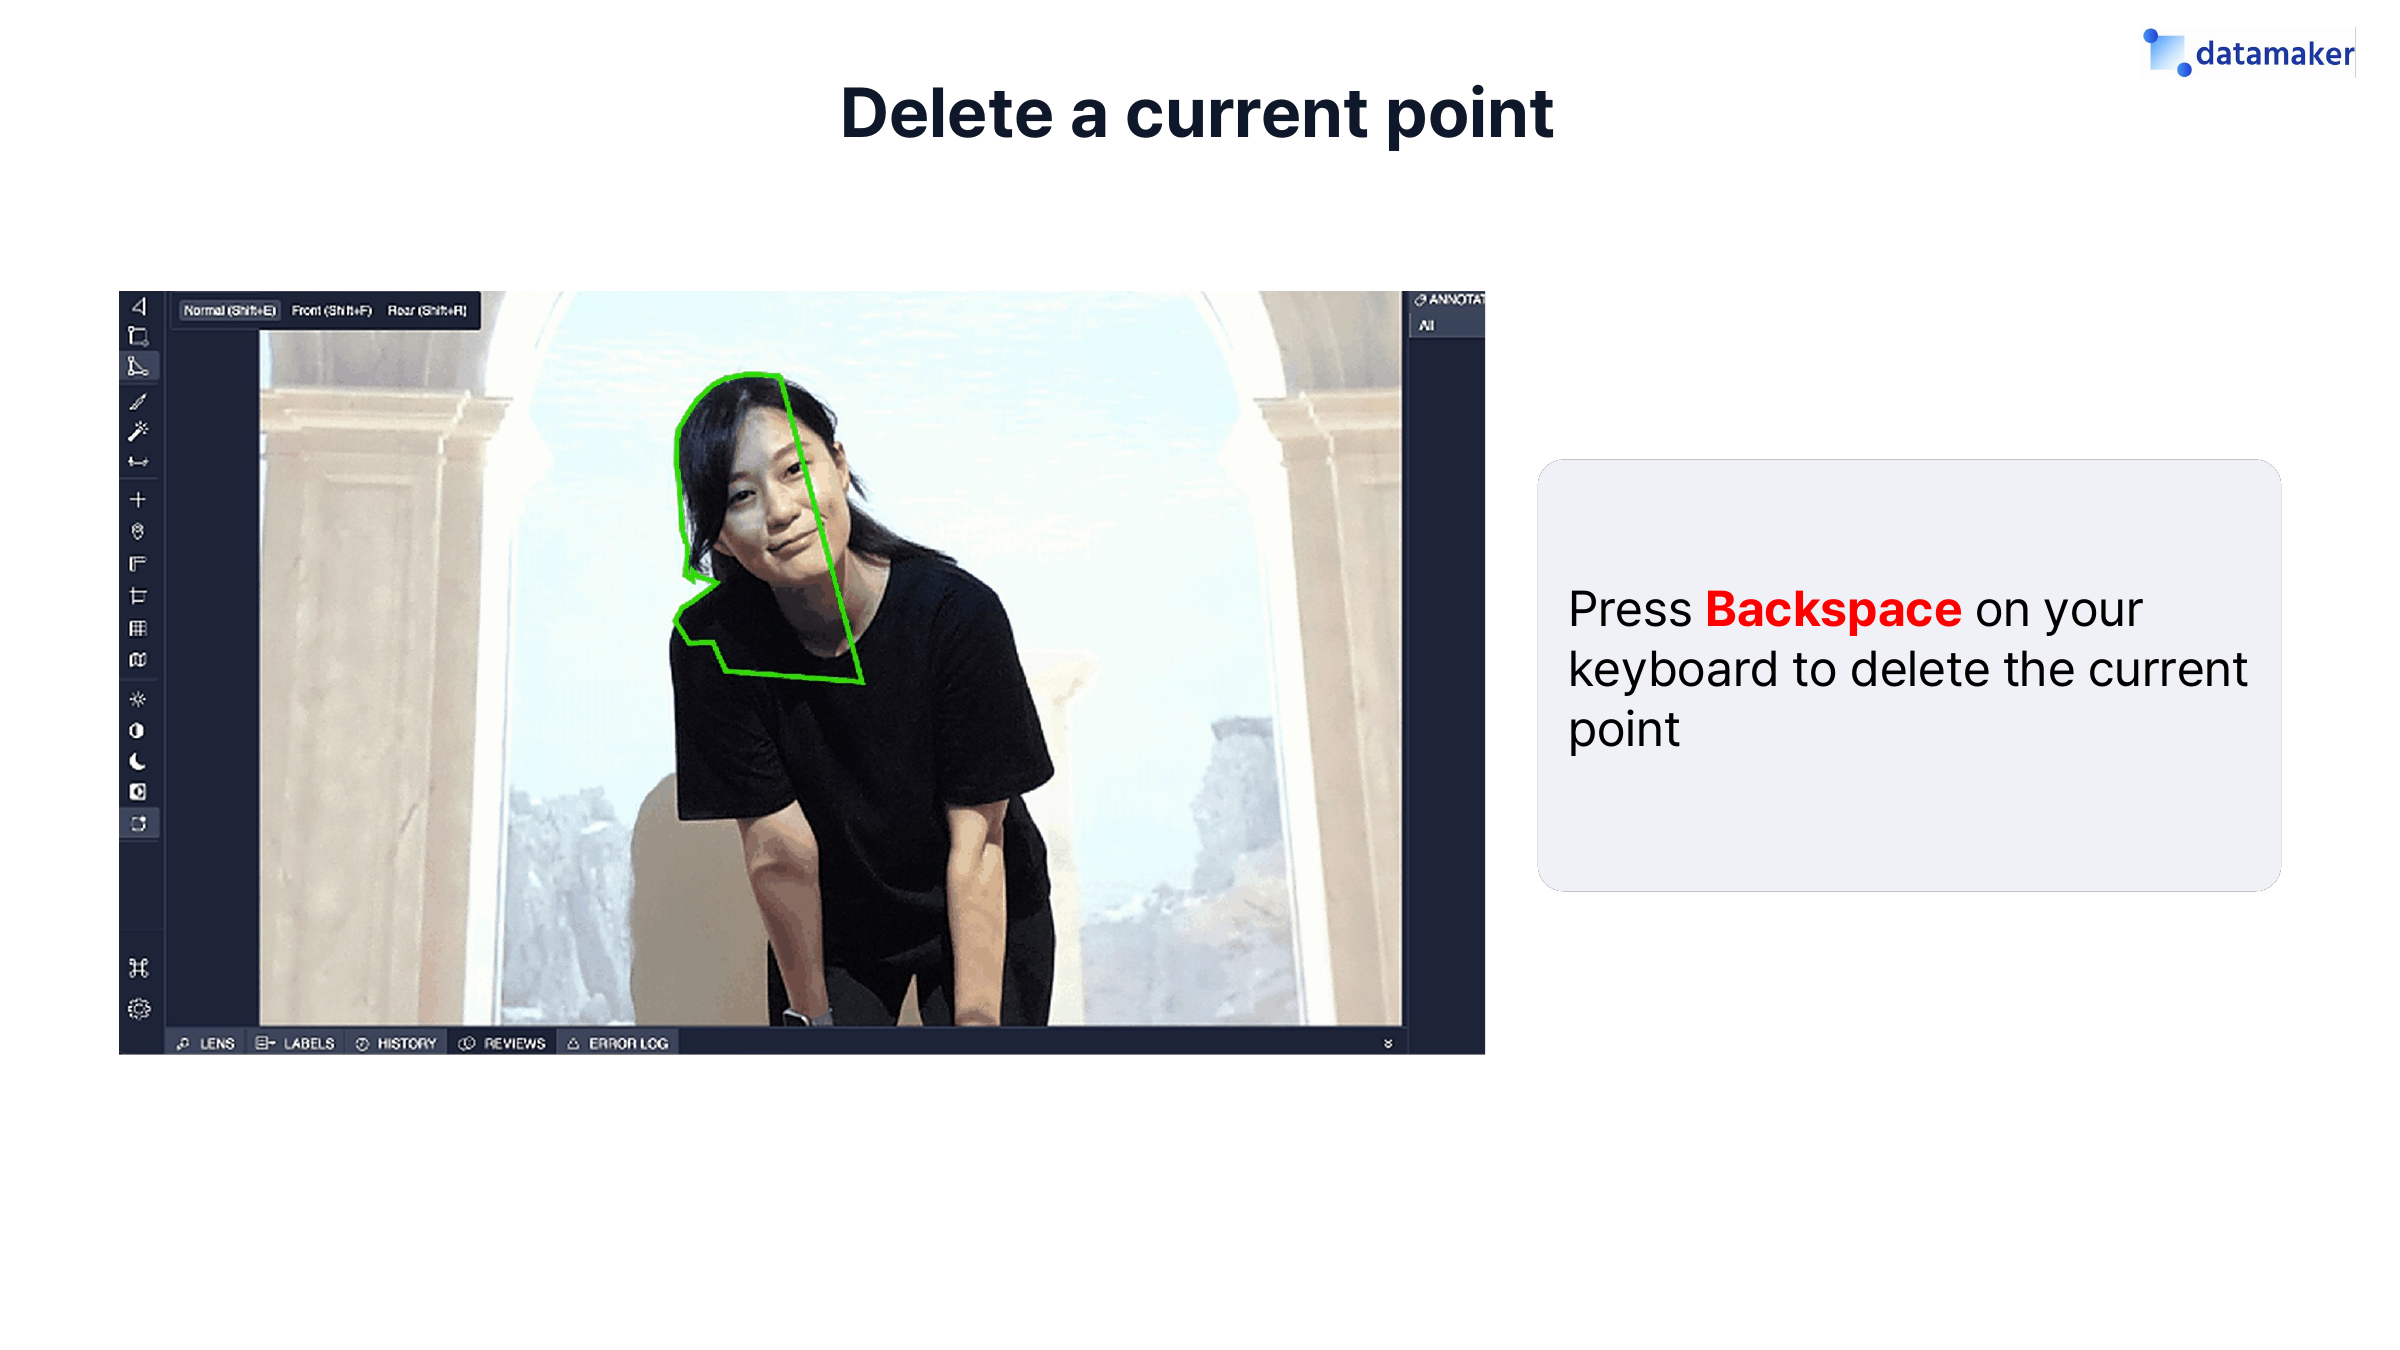 datamaker
Delete a current point
Normal (Shift+E) Front (Shift+F) Rear (Shift+R)
ANNOTAT
All
Press Backspace on your
keyboard to delete the current
point
LENS LABELS HISTORY REVIEWS ERROR LOG